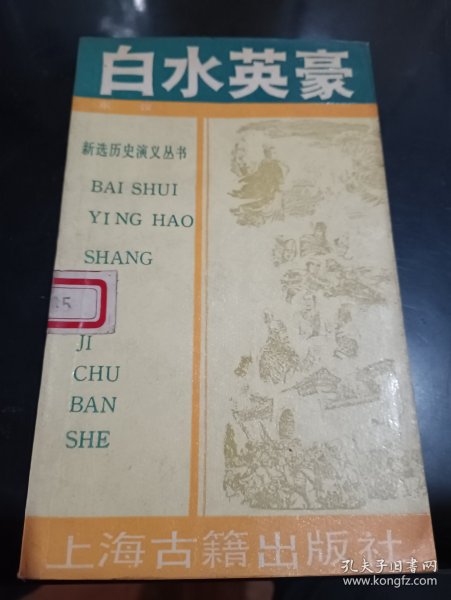 白水英豪
新选历史演义丛书
BAI SHUI
YING HAO
SHANG
JI
CHU
BAN
SHE
上海古籍出版社
孔夫子旧书网
www.kongfz.com